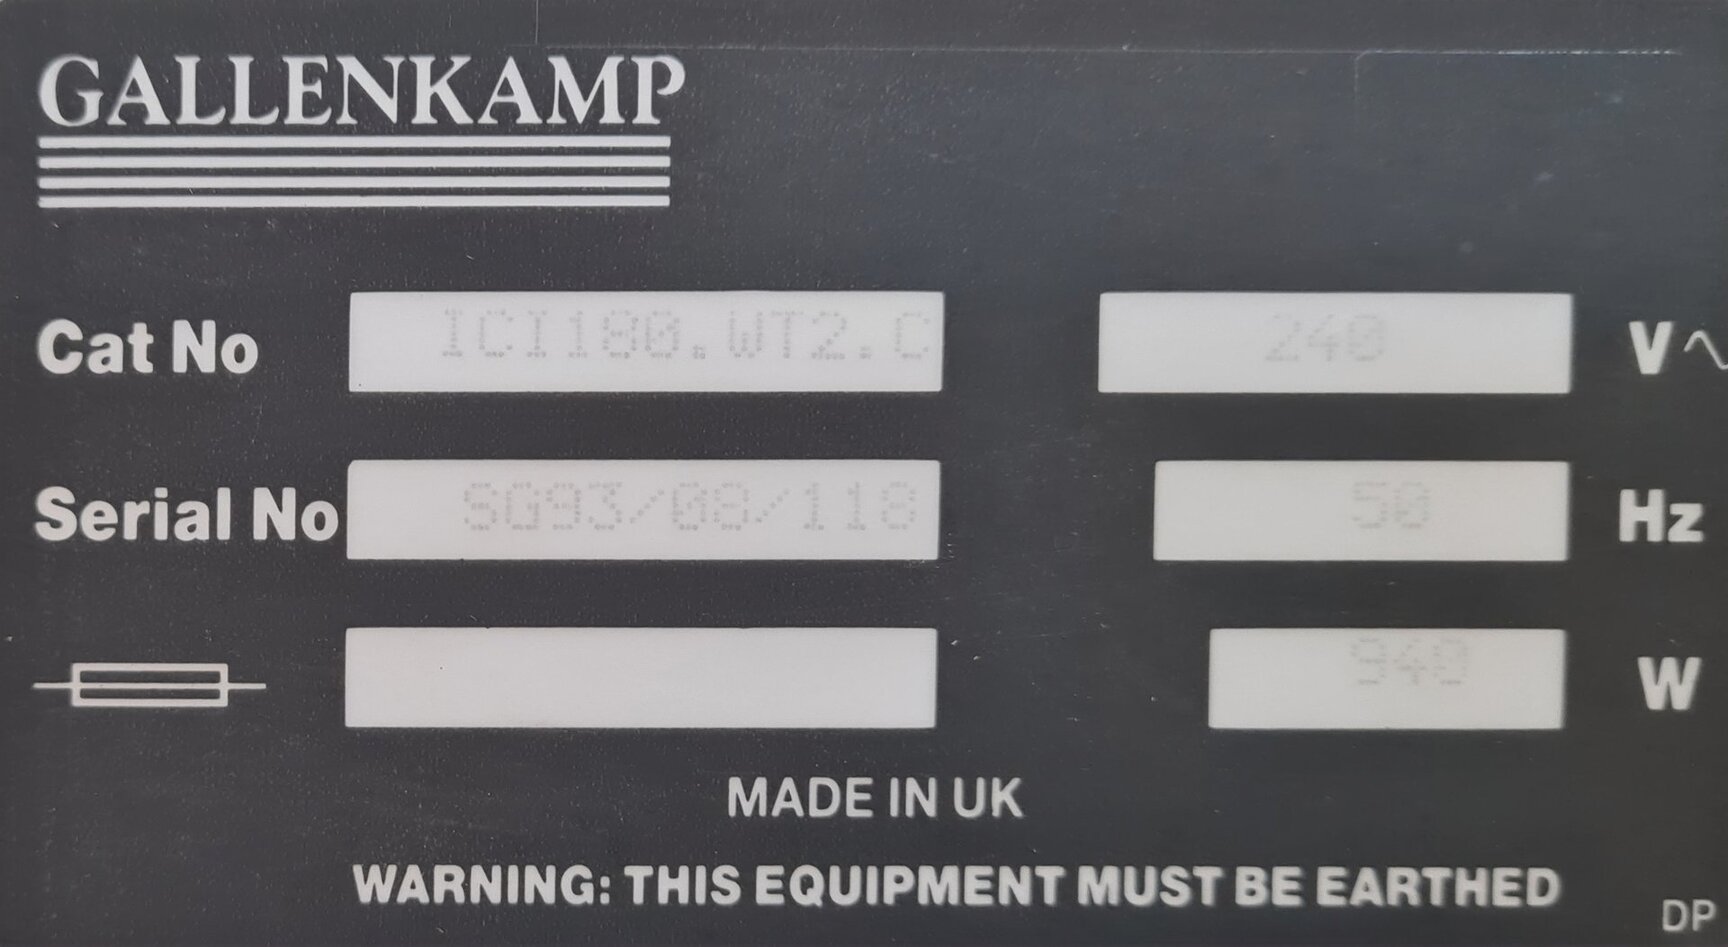 GALLENKAMP
Cat No ICI100.WT2.C 240 V~
Serial No SG93/08/118 50 Hz
940 W
MADE IN UK
WARNING: THIS EQUIPMENT MUST BE EARTHED
DP